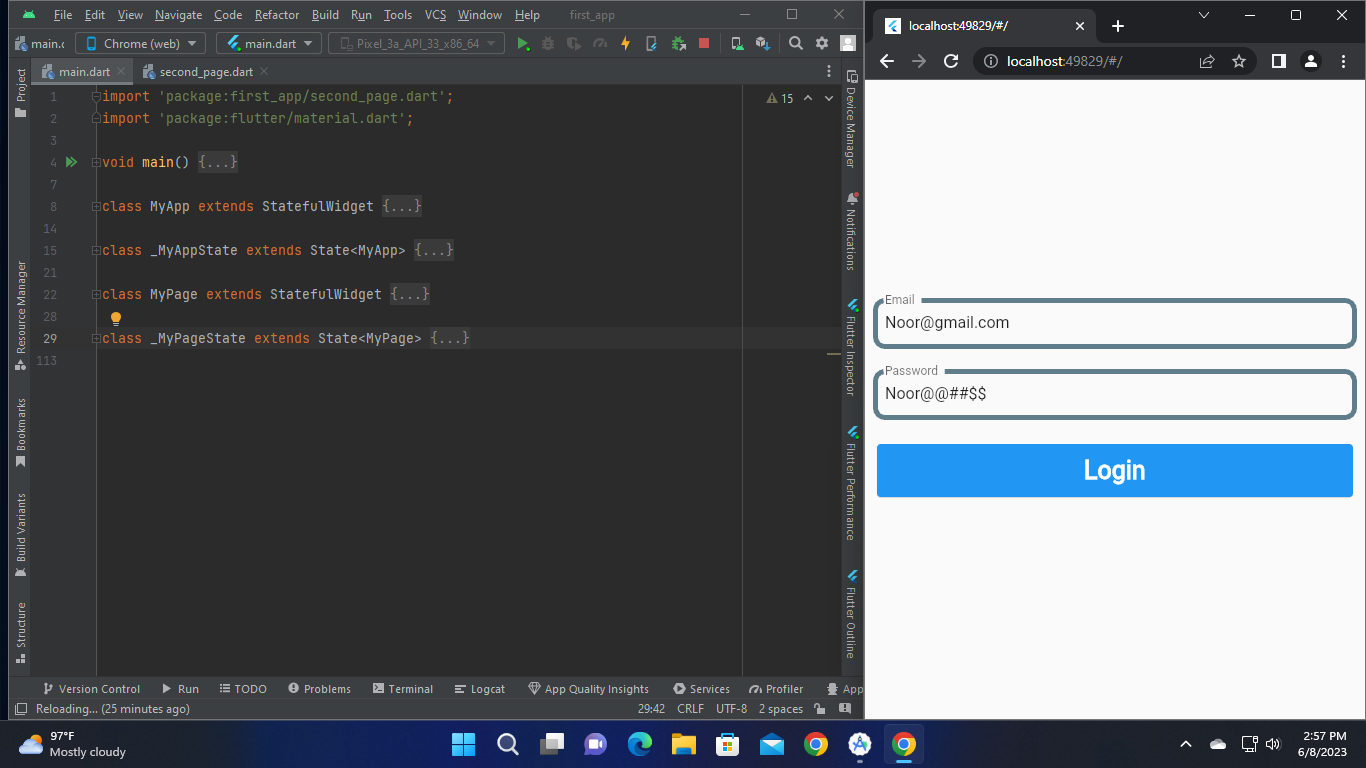 File Edit View Navigate Code Refactor Build Run Tools VCS Window Help first_app
main.c Chrome (web) main.dart Pixel_3a_API_33_x86_64
main.dart second_page.dart
Project
Resource Manager
Bookmarks
Build Variants
Structure
1 import 'package:first_app/second_page.dart';
2 import 'package:flutter/material.dart';
3
4 void main() {...}
7
8 class MyApp extends StatefulWidget {...}
14
15 class _MyAppState extends State<MyApp> {...}
21
22 class MyPage extends StatefulWidget {...}
28
29 class _MyPageState extends State<MyPage> {...}
113
15
Device Manager
Notifications
Flutter Inspector
Flutter Performance
Flutter Outline
Version Control Run TODO Problems Terminal Logcat App Quality Insights Services Profiler App
Reloading... (25 minutes ago) 29:42 CRLF UTF-8 2 spaces
localhost:49829/#/
localhost:49829/#/
Email
Noor@gmail.com
Password
Noor@@##$$
Login
97°F
Mostly cloudy
2:57 PM
6/8/2023